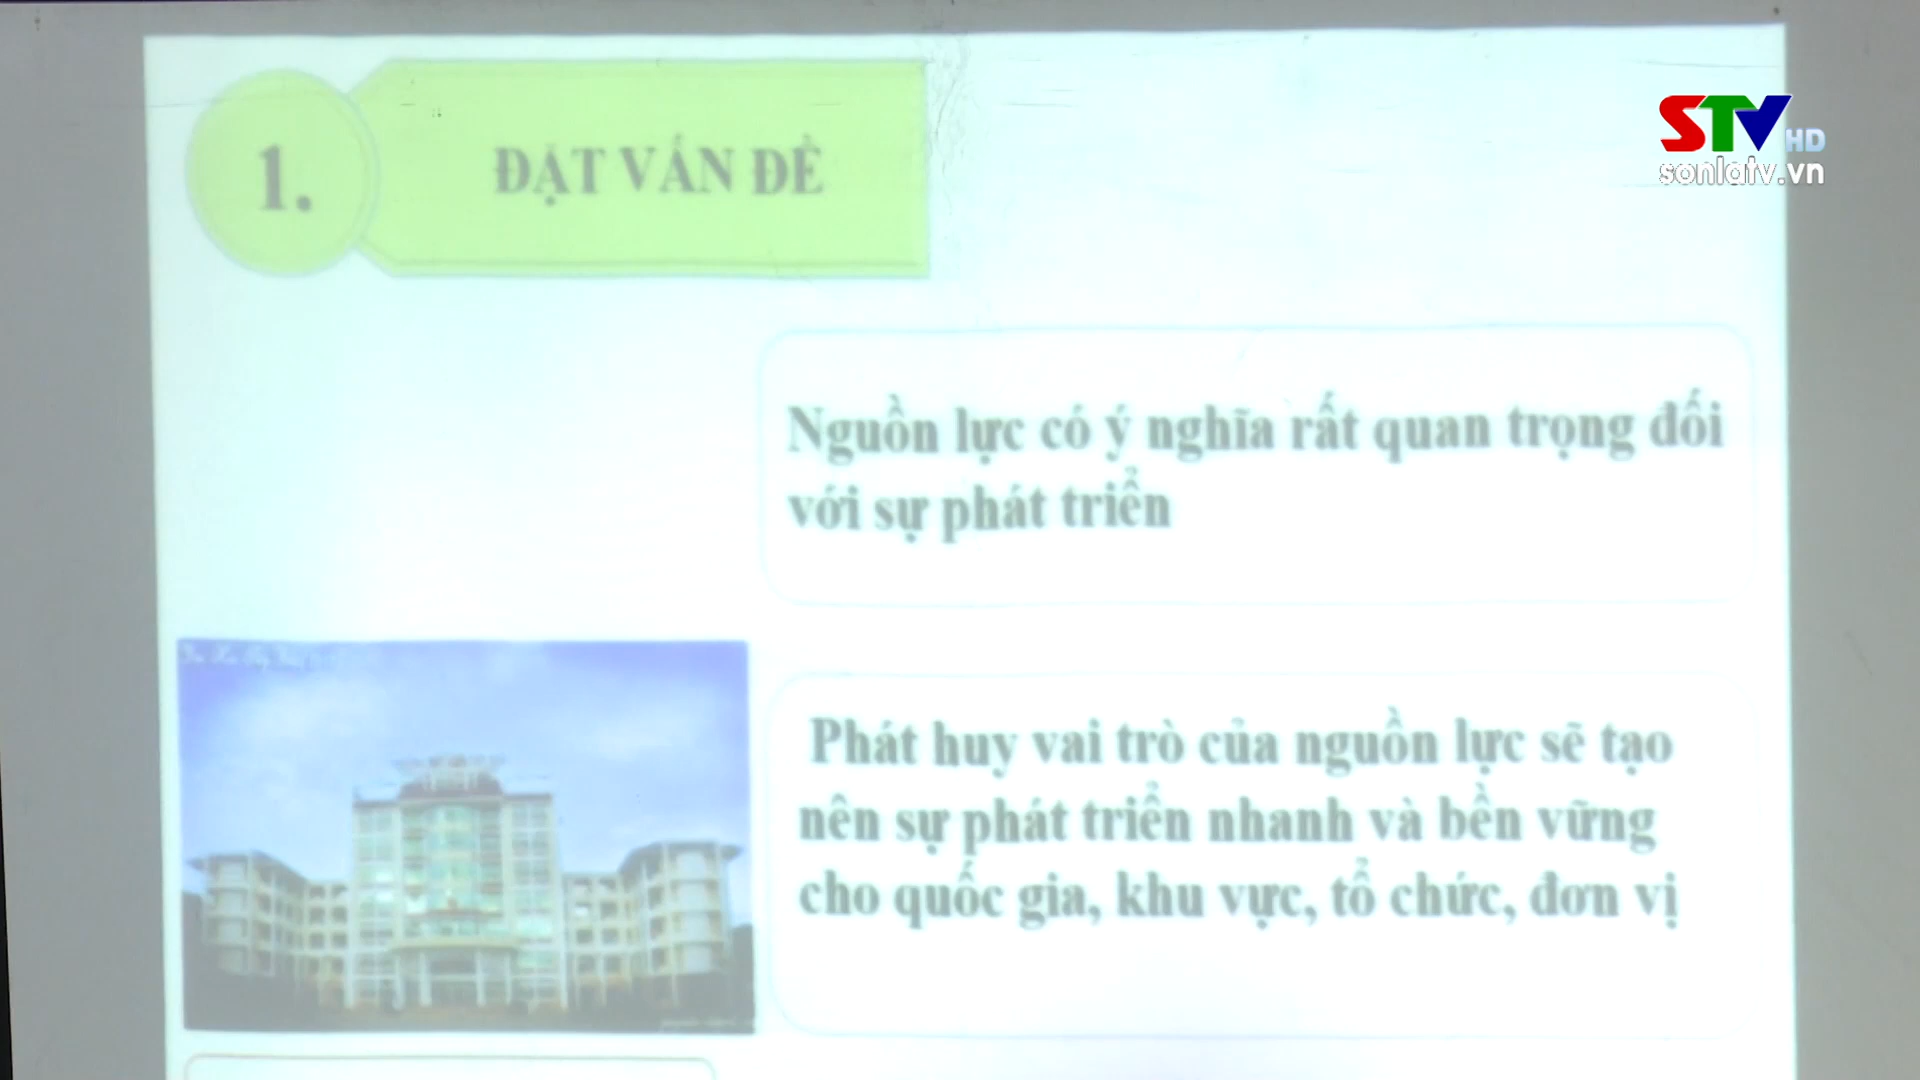 1.
ĐẶT VẤN ĐỀ
STV HD
sonlatv.vn
Nguồn lực có ý nghĩa rất quan trọng đối
với sự phát triển
Phát huy vai trò của nguồn lực sẽ tạo
nên sự phát triển nhanh và bền vững
cho quốc gia, khu vực, tổ chức, đơn vị